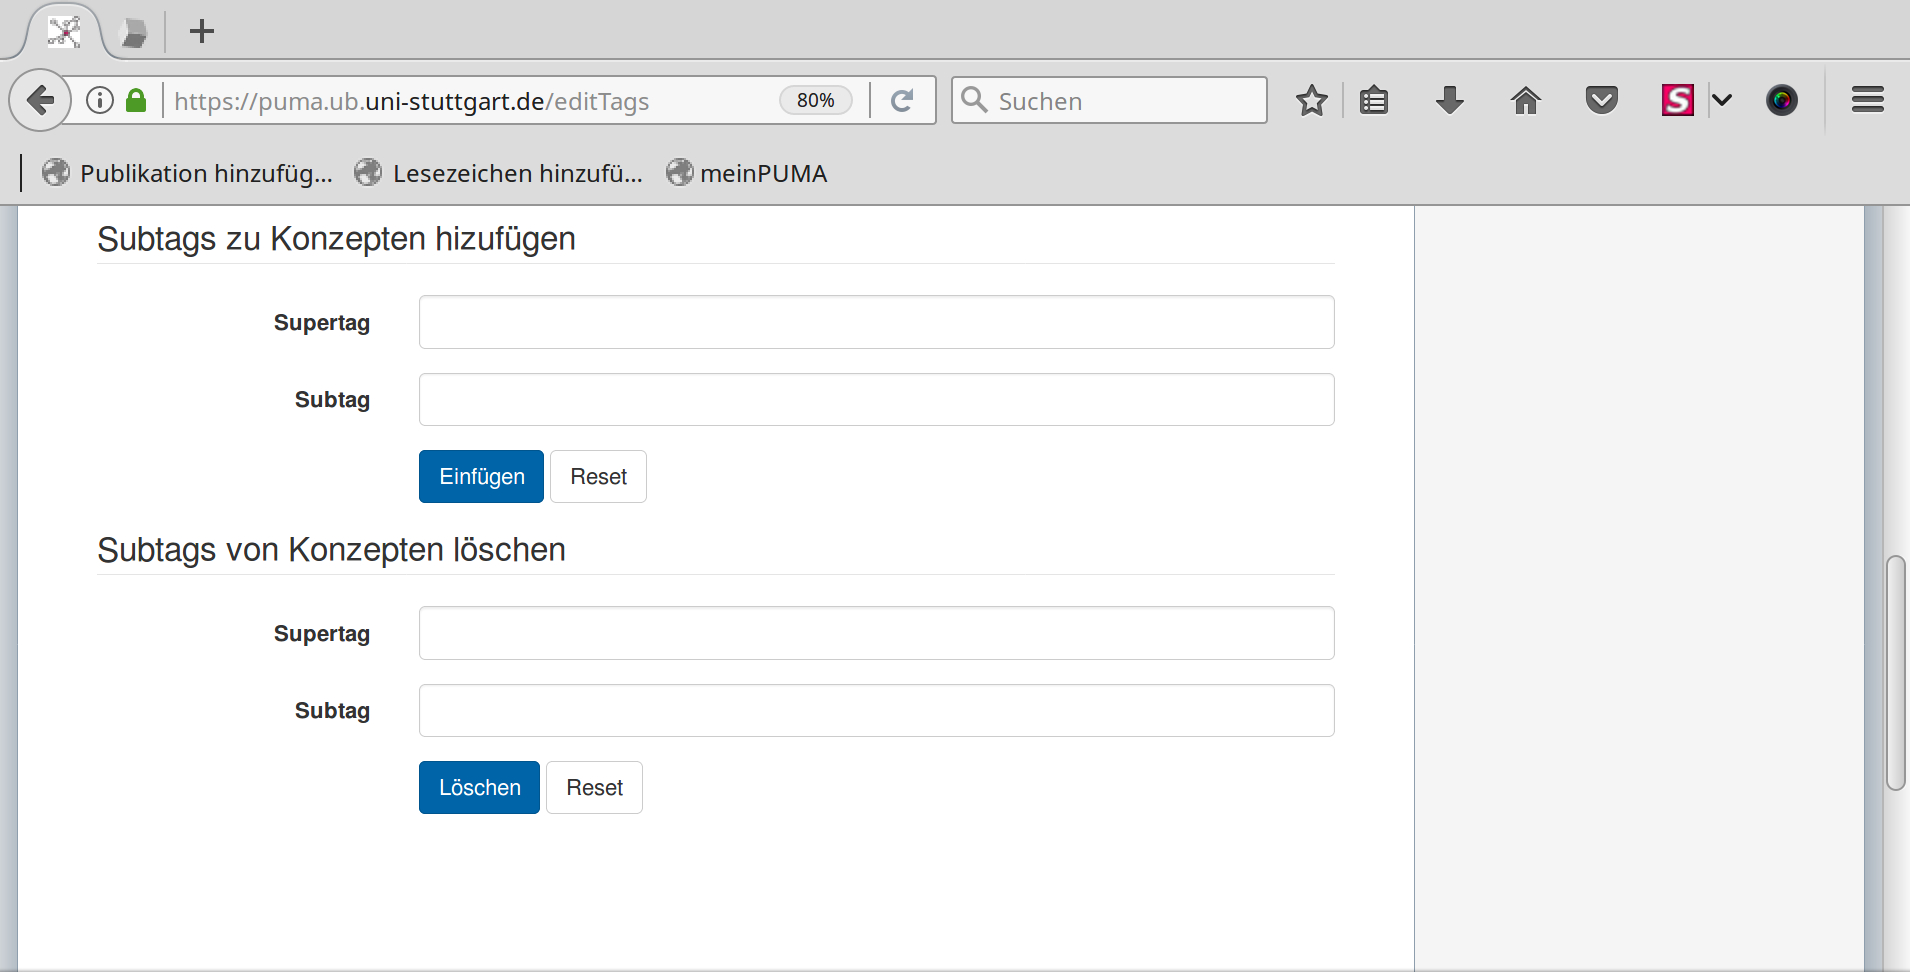 https://puma.ub.uni-stuttgart.de/editTags 80% Suchen S
Publikation hinzufüg... Lesezeichen hinzufü... meinPUMA
Subtags zu Konzepten hizufügen
Supertag
Subtag
Einfügen Reset
Subtags von Konzepten löschen
Supertag
Subtag
Löschen Reset